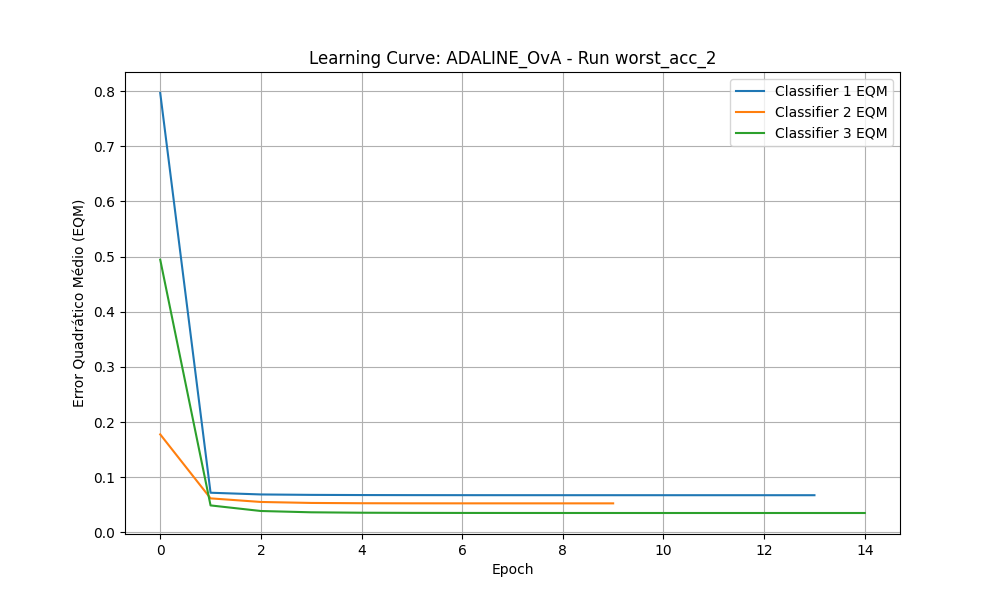 Learning Curve: ADALINE_OvA - Run worst_acc_2
Classifier 1 EQM
Classifier 2 EQM
Classifier 3 EQM
Error Quadrático Médio (EQM)
0.8
0.7
0.6
0.5
0.4
0.3
0.2
0.1
0.0
0 2 4 6 8 10 12 14
Epoch